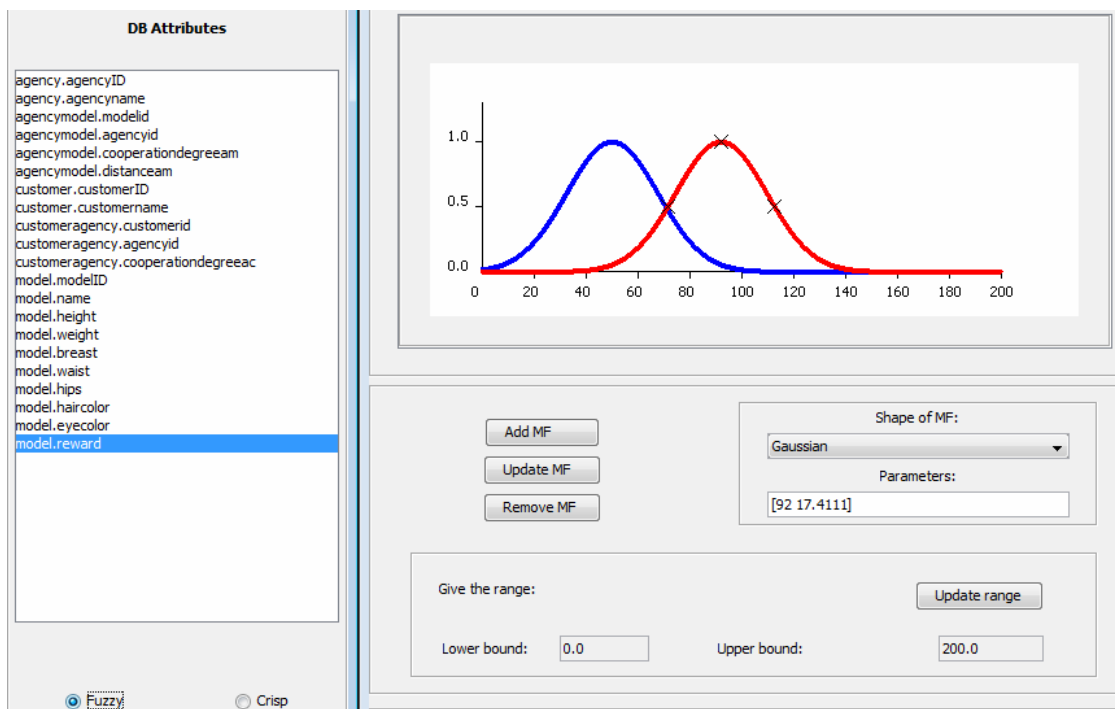 DB Attributes
agency.agencyID
agency.agencyname
agencymodel.modelid
agencymodel.agencyid
agencymodel.cooperationdegreeam
agencymodel.distanceam
customer.customerID
customer.customername
customeragency.customerid
customeragency.agencyid
customeragency.cooperationdegreeac
model.modelID
model.name
model.height
model.weight
model.breast
model.waist
model.hips
model.haircolor
model.eyecolor
model.reward
Fuzzy Crisp
1.0
0.5
0.0
0 20 40 60 80 100 120 140 160 180 200
Add MF
Update MF
Remove MF
Shape of MF:
Gaussian
Parameters:
[92 17.4111]
Give the range:
Update range
Lower bound: 0.0 Upper bound: 200.0